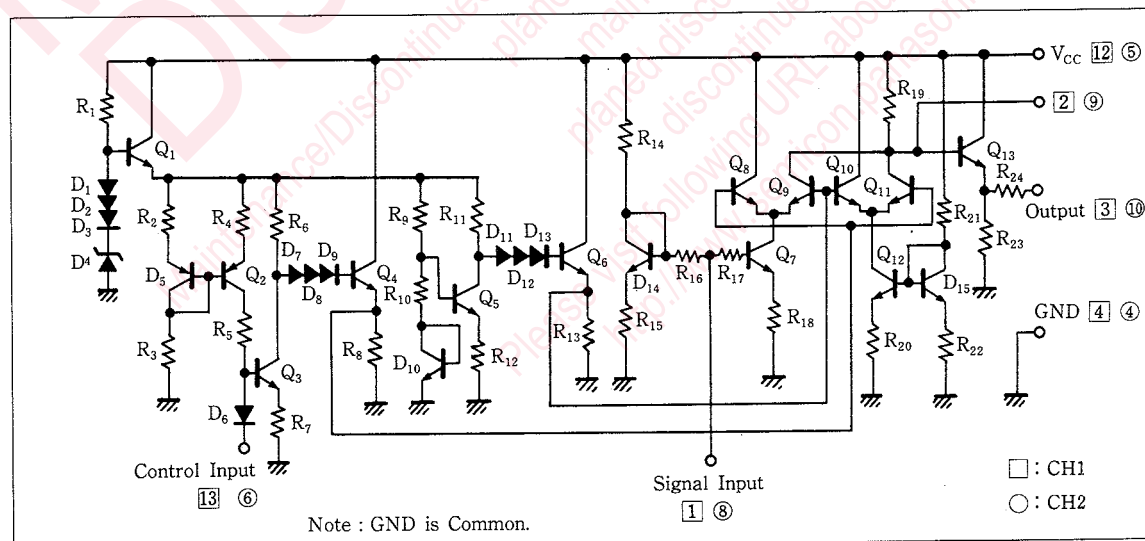 V_CC 12 ⑤
R1
R19
2 ⑨
Q1
R14
Q8
Q10
Q13
D1
D2
D3
D4
R2
R4
R6
R9
R11
D11
D13
Q9
Q11
R24
R21
Output 3 ⑩
D7
D9
D5
Q2
D8
Q4
R10
D12
Q6
D14
R16
R17
Q7
Q12
D15
R23
R5
Q5
GND 4 ④
R3
Q3
R8
D10
R12
R13
R15
R18
R20
R22
D6
R7
Control Input
13 ⑥
Signal Input
1 ⑧
□ : CH1
○ : CH2
Note : GND is Common.